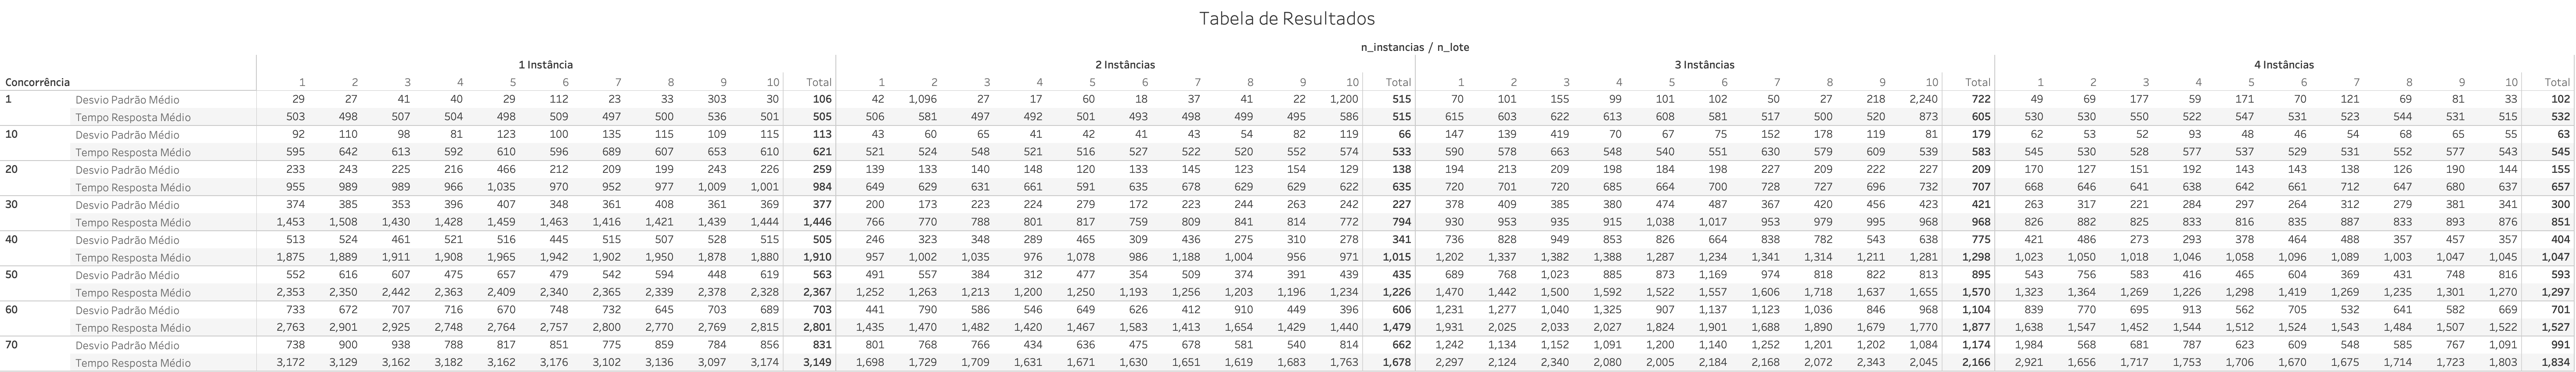 Tabela de Resultados
n_instancias / n_lote
1 Instância 2 Instâncias 3 Instâncias 4 Instâncias
Concorrência 1 2 3 4 5 6 7 8 9 10 Total 1 2 3 4 5 6 7 8 9 10 Total 1 2 3 4 5 6 7 8 9 10 Total 1 2 3 4 5 6 7 8 9 10 Total
1 Desvio Padrão Médio 29 27 41 40 29 112 23 33 303 30 106 42 1,096 27 17 60 18 37 41 22 1,200 515 70 101 155 99 101 102 50 27 218 2,240 722 49 69 177 59 171 70 121 69 81 33 102
Tempo Resposta Médio 503 498 507 504 498 509 497 500 536 501 505 506 581 497 492 501 493 498 499 495 586 515 615 603 622 613 608 581 517 500 520 873 605 530 530 550 522 547 531 523 544 531 515 532
10 Desvio Padrão Médio 92 110 98 81 123 100 135 115 109 115 113 43 60 65 41 42 41 43 54 82 119 66 147 139 419 70 67 75 152 178 119 81 179 62 53 52 93 48 46 54 68 65 55 63
Tempo Resposta Médio 595 642 613 592 610 596 689 607 653 610 621 521 524 548 521 516 527 522 520 552 574 533 590 578 663 548 540 551 630 579 609 539 583 545 530 528 577 537 529 531 552 577 543 545
20 Desvio Padrão Médio 233 243 225 216 466 212 209 199 243 226 259 139 133 140 148 120 133 145 123 154 129 138 194 213 209 198 184 198 227 209 222 227 209 170 127 151 192 143 143 138 126 190 144 155
Tempo Resposta Médio 955 989 989 966 1,035 970 952 977 1,009 1,001 984 649 629 631 661 591 635 678 629 629 622 635 720 701 720 685 664 700 728 727 696 732 707 668 646 641 638 642 661 712 647 680 637 657
30 Desvio Padrão Médio 374 385 353 396 407 348 361 408 361 369 377 200 173 223 224 279 172 223 244 263 242 227 378 409 385 380 474 487 367 420 456 423 421 263 317 221 284 297 264 312 279 381 341 300
Tempo Resposta Médio 1,453 1,508 1,430 1,428 1,459 1,463 1,416 1,421 1,439 1,444 1,446 766 770 788 801 817 759 809 841 814 772 794 930 953 935 915 1,038 1,017 953 979 995 968 968 826 882 825 833 816 835 887 833 893 876 851
40 Desvio Padrão Médio 513 524 461 521 516 445 515 507 528 515 505 246 323 348 289 465 309 436 275 310 278 341 736 828 949 853 826 664 838 782 543 638 775 421 486 273 293 378 464 488 357 457 357 404
Tempo Resposta Médio 1,875 1,889 1,911 1,908 1,965 1,942 1,902 1,950 1,878 1,880 1,910 957 1,002 1,035 976 1,078 986 1,188 1,004 956 971 1,015 1,202 1,337 1,382 1,388 1,287 1,234 1,341 1,314 1,211 1,281 1,298 1,023 1,050 1,018 1,046 1,058 1,096 1,089 1,003 1,047 1,045 1,047
50 Desvio Padrão Médio 552 616 607 475 657 479 542 594 448 619 563 491 557 384 312 477 354 509 374 391 439 435 689 768 1,023 885 873 1,169 974 818 822 813 895 543 756 583 416 465 604 369 431 748 816 593
Tempo Resposta Médio 2,353 2,350 2,442 2,363 2,409 2,340 2,365 2,339 2,378 2,328 2,367 1,252 1,263 1,213 1,200 1,250 1,193 1,256 1,203 1,196 1,234 1,226 1,470 1,442 1,500 1,592 1,522 1,557 1,606 1,718 1,637 1,655 1,570 1,323 1,364 1,269 1,226 1,298 1,419 1,269 1,235 1,301 1,270 1,297
60 Desvio Padrão Médio 733 672 707 716 670 748 732 645 703 689 703 441 790 586 546 649 626 412 910 449 396 606 1,231 1,277 1,040 1,325 907 1,137 1,123 1,036 846 968 1,104 839 770 695 913 562 705 532 641 582 669 701
Tempo Resposta Médio 2,763 2,901 2,925 2,748 2,764 2,757 2,800 2,770 2,769 2,815 2,801 1,435 1,470 1,482 1,420 1,467 1,583 1,413 1,654 1,429 1,440 1,479 1,931 2,025 2,033 2,027 1,824 1,901 1,688 1,890 1,679 1,770 1,877 1,638 1,547 1,452 1,544 1,512 1,524 1,543 1,484 1,507 1,522 1,527
70 Desvio Padrão Médio 738 900 938 788 817 851 775 859 784 856 831 801 768 766 434 636 475 678 581 540 814 662 1,242 1,134 1,152 1,091 1,200 1,140 1,252 1,201 1,202 1,084 1,174 1,984 568 681 787 623 609 548 585 767 1,091 991
Tempo Resposta Médio 3,172 3,129 3,162 3,182 3,162 3,176 3,102 3,136 3,097 3,174 3,149 1,698 1,729 1,709 1,631 1,671 1,630 1,651 1,619 1,683 1,763 1,678 2,297 2,124 2,340 2,080 2,005 2,184 2,168 2,072 2,343 2,045 2,166 2,921 1,656 1,717 1,753 1,706 1,670 1,675 1,714 1,723 1,803 1,834